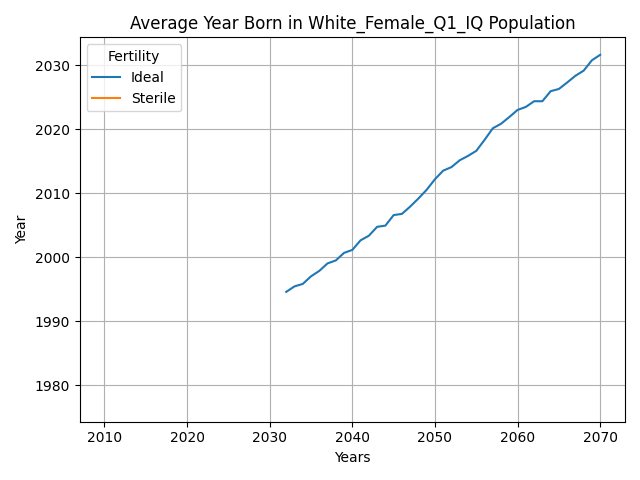 Average Year Born in White_Female_Q1_IQ Population
Fertility
Ideal
Sterile
Year
2030
2020
2010
2000
1990
1980
2010 2020 2030 2040 2050 2060 2070
Years